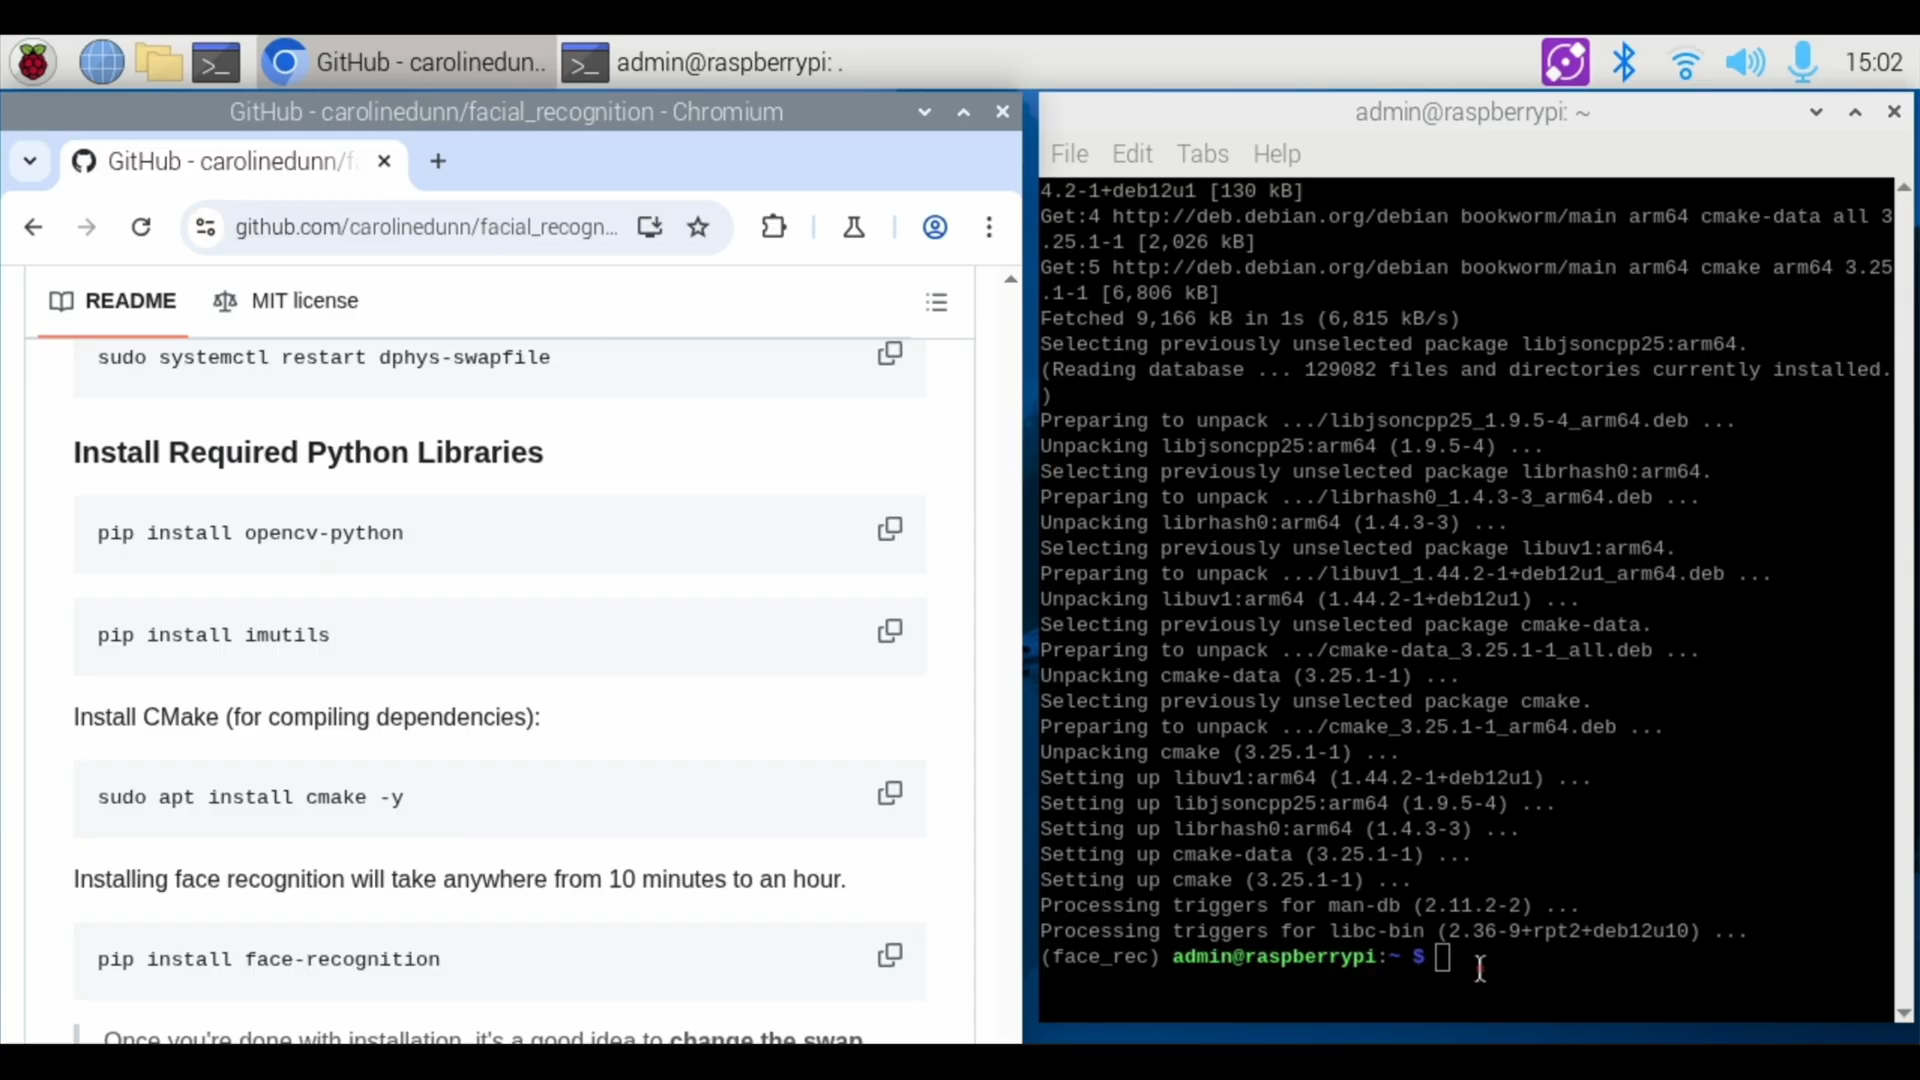 GitHub - carolinedun..
admin@raspberrypi: .
15:02
GitHub - carolinedunn/facial_recognition - Chromium
GitHub - carolinedunn/f
github.com/carolinedunn/facial_recogn...
README
MIT license
sudo systemctl restart dphys-swapfile
Install Required Python Libraries
pip install opencv-python
pip install imutils
Install CMake (for compiling dependencies):
sudo apt install cmake -y
Installing face recognition will take anywhere from 10 minutes to an hour.
pip install face-recognition
Once you're done with installation, it's a good idea to change the swap
admin@raspberrypi: ~
File Edit Tabs Help
4.2-1+deb12u1 [130 kB]
Get:4 http://deb.debian.org/debian bookworm/main arm64 cmake-data all 3
.25.1-1 [2,026 kB]
Get:5 http://deb.debian.org/debian bookworm/main arm64 cmake arm64 3.25
.1-1 [6,806 kB]
Fetched 9,166 kB in 1s (6,815 kB/s)
Selecting previously unselected package libjsoncpp25:arm64.
(Reading database ... 129082 files and directories currently installed.
)
Preparing to unpack .../libjsoncpp25_1.9.5-4_arm64.deb ...
Unpacking libjsoncpp25:arm64 (1.9.5-4) ...
Selecting previously unselected package librhash0:arm64.
Preparing to unpack .../librhash0_1.4.3-3_arm64.deb ...
Unpacking librhash0:arm64 (1.4.3-3) ...
Selecting previously unselected package libuv1:arm64.
Preparing to unpack .../libuv1_1.44.2-1+deb12u1_arm64.deb ...
Unpacking libuv1:arm64 (1.44.2-1+deb12u1) ...
Selecting previously unselected package cmake-data.
Preparing to unpack .../cmake-data_3.25.1-1_all.deb ...
Unpacking cmake-data (3.25.1-1) ...
Selecting previously unselected package cmake.
Preparing to unpack .../cmake_3.25.1-1_arm64.deb ...
Unpacking cmake (3.25.1-1) ...
Setting up libuv1:arm64 (1.44.2-1+deb12u1) ...
Setting up libjsoncpp25:arm64 (1.9.5-4) ...
Setting up librhash0:arm64 (1.4.3-3) ...
Setting up cmake-data (3.25.1-1) ...
Setting up cmake (3.25.1-1) ...
Processing triggers for man-db (2.11.2-2) ...
Processing triggers for libc-bin (2.36-9+rpt2+deb12u10) ...
(face_rec) admin@raspberrypi:~ $